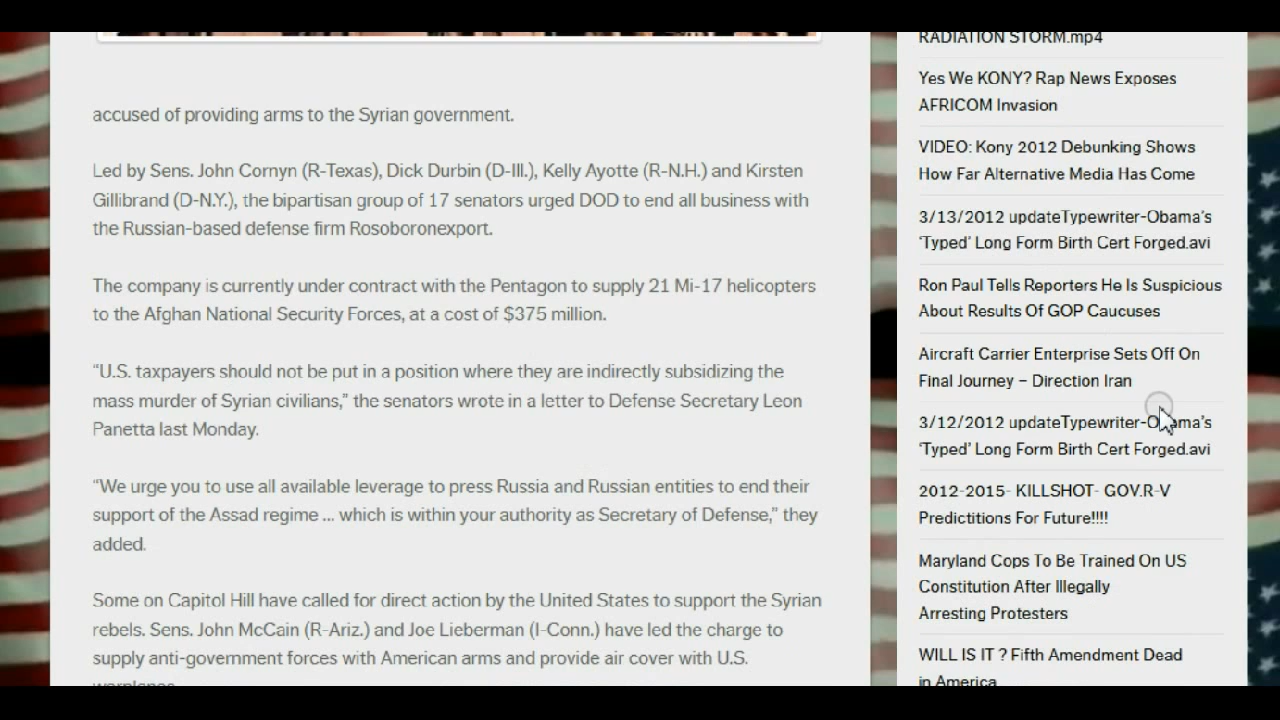 accused of providing arms to the Syrian government.
Led by Sens. John Cornyn (R-Texas), Dick Durbin (D-Ill.), Kelly Ayotte (R-N.H.) and Kirsten
Gillibrand (D-N.Y.), the bipartisan group of 17 senators urged DOD to end all business with
the Russian-based defense firm Rosoboronexport.
The company is currently under contract with the Pentagon to supply 21 Mi-17 helicopters
to the Afghan National Security Forces, at a cost of $375 million.
“U.S. taxpayers should not be put in a position where they are indirectly subsidizing the
mass murder of Syrian civilians,” the senators wrote in a letter to Defense Secretary Leon
Panetta last Monday.
“We urge you to use all available leverage to press Russia and Russian entities to end their
support of the Assad regime ... which is within your authority as Secretary of Defense,” they
added.
Some on Capitol Hill have called for direct action by the United States to support the Syrian
rebels. Sens. John McCain (R-Ariz.) and Joe Lieberman (I-Conn.) have led the charge to
supply anti-government forces with American arms and provide air cover with U.S.
warplanes.
RADIATION STORM.mp4
Yes We KONY? Rap News Exposes
AFRICOM Invasion
VIDEO: Kony 2012 Debunking Shows
How Far Alternative Media Has Come
3/13/2012 updateTypewriter-Obama’s
‘Typed’ Long Form Birth Cert Forged.avi
Ron Paul Tells Reporters He Is Suspicious
About Results Of GOP Caucuses
Aircraft Carrier Enterprise Sets Off On
Final Journey – Direction Iran
3/12/2012 updateTypewriter-Obama’s
‘Typed’ Long Form Birth Cert Forged.avi
2012-2015- KILLSHOT- GOV.R-V
Predictitions For Future!!!!
Maryland Cops To Be Trained On US
Constitution After Illegally
Arresting Protesters
WILL IS IT ? Fifth Amendment Dead
in America